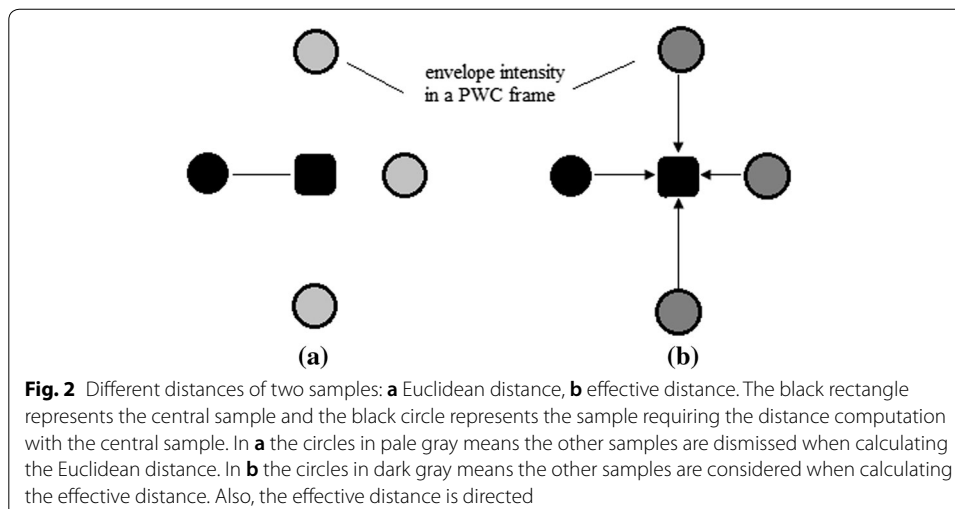 envelope intensity
in a PWC frame
(a)
(b)
Fig. 2 Different distances of two samples: a Euclidean distance, b effective distance. The black rectangle
represents the central sample and the black circle represents the sample requiring the distance computation
with the central sample. In a the circles in pale gray means the other samples are dismissed when calculating
the Euclidean distance. In b the circles in dark gray means the other samples are considered when calculating
the effective distance. Also, the effective distance is directed